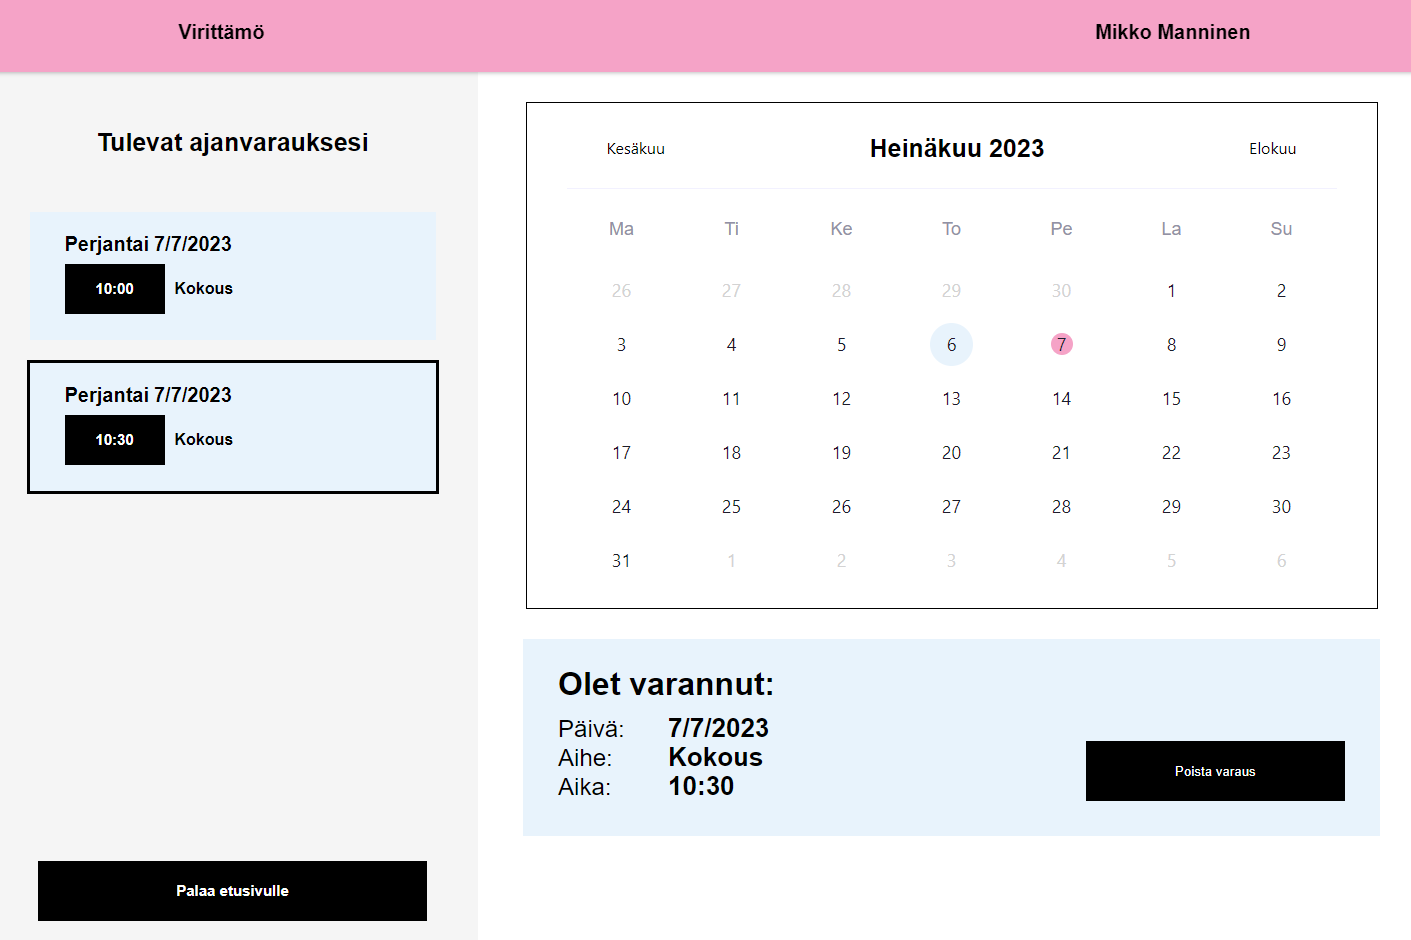 Virittämö Mikko Manninen
Tulevat ajanvarauksesi
Perjantai 7/7/2023
10:00 Kokous
Perjantai 7/7/2023
10:30 Kokous
Palaa etusivulle
Kesäkuu Heinäkuu 2023 Elokuu
Ma Ti Ke To Pe La Su
26 27 28 29 30 1 2
3 4 5 6 7 8 9
10 11 12 13 14 15 16
17 18 19 20 21 22 23
24 25 26 27 28 29 30
31 1 2 3 4 5 6
Olet varannut:
Päivä: 7/7/2023
Aihe: Kokous
Aika: 10:30
Poista varaus